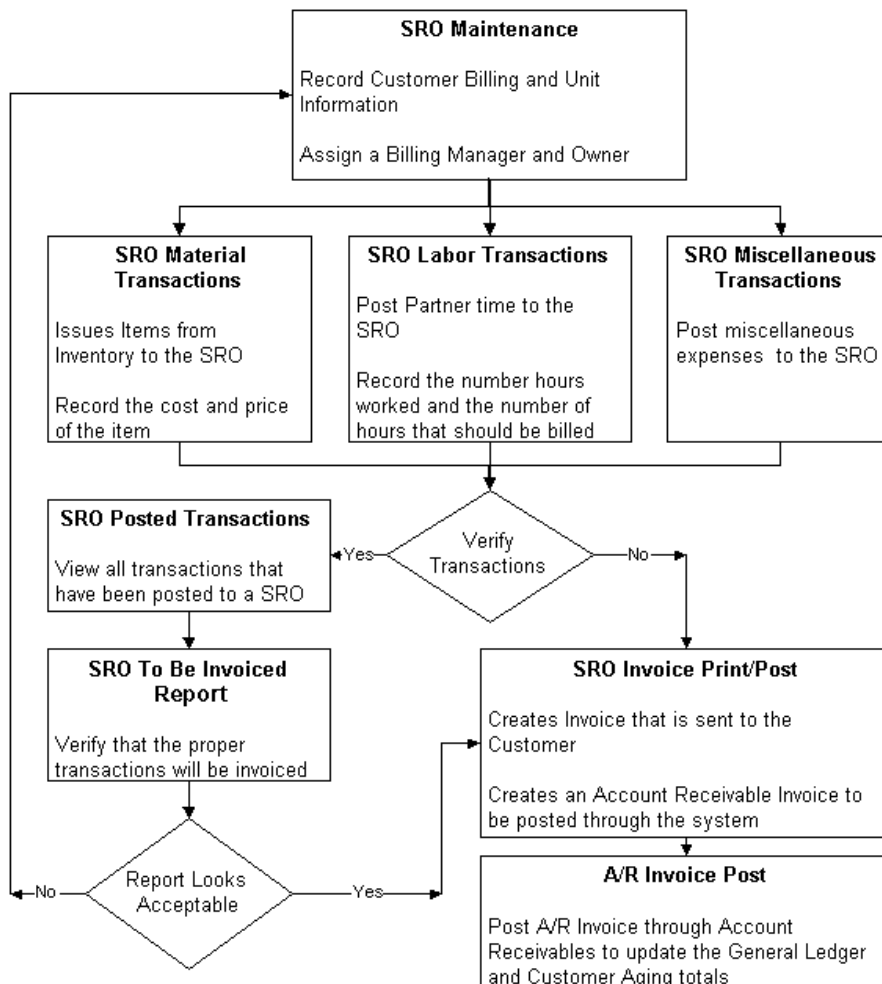 SRO Maintenance
Record Customer Billing and Unit
Information
Assign a Billing Manager and Owner
SRO Material
Transactions
Issues Items from
Inventory to the SRO
Record the cost and price
of the item
SRO Labor Transactions
Post Partner time to the
SRO
Record the number hours
worked and the number of
hours that should be billed
SRO Miscellaneous
Transactions
Post miscellaneous
expenses to the SRO
Verify
Transactions
Yes
No
SRO Posted Transactions
View all transactions that
have been posted to a SRO
SRO To Be Invoiced
Report
Verify that the proper
transactions will be invoiced
Report Looks
Acceptable
No
Yes
SRO Invoice Print/Post
Creates Invoice that is sent to the
Customer
Creates an Account Receivable Invoice to
be posted through the system
A/R Invoice Post
Post A/R Invoice through Account
Receivables to update the General Ledger
and Customer Aging totals